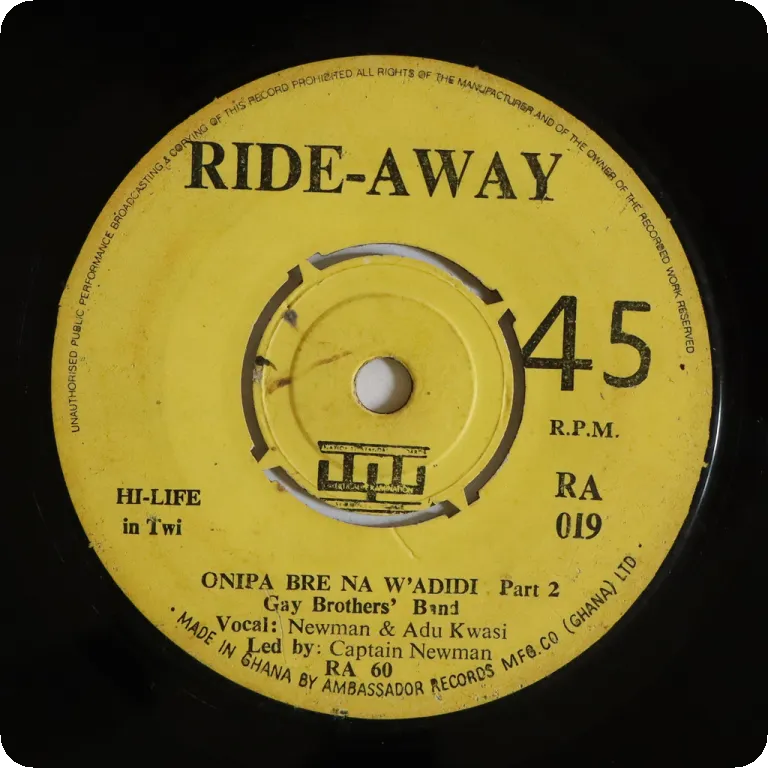 UNAUTHORISED PUBLIC PERFORMANCE BROADCASTING & COPYING OF THIS RECORD PROHIBITED ALL RIGHTS OF THE MANUFACTURER AND OF THE OWNER OF THE RECORDED WORK RESERVED
RIDE-AWAY
45
R.P.M.
RA
019
HI-LIFE
in Twi
ONIPA BRE NA W'ADIDI Part 2
Gay Brothers' Band
Vocal: Newman & Adu Kwasi
Led by: Captain Newman
RA 60
· MADE IN GHANA BY AMBASSADOR RECORDS MFG.CO (GHANA) LTD ·